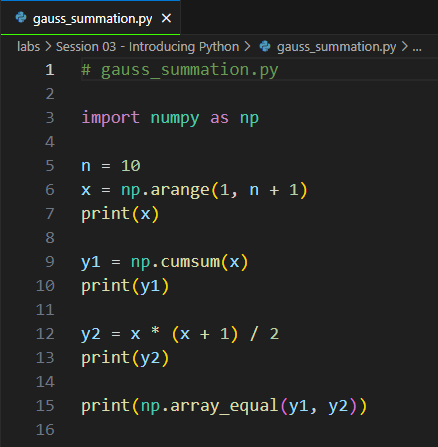 gauss_summation.py
labs > Session 03 - Introducing Python > gauss_summation.py > ...
1 # gauss_summation.py
2
3 import numpy as np
4
5 n = 10
6 x = np.arange(1, n + 1)
7 print(x)
8
9 y1 = np.cumsum(x)
10 print(y1)
11
12 y2 = x * (x + 1) / 2
13 print(y2)
14
15 print(np.array_equal(y1, y2))
16